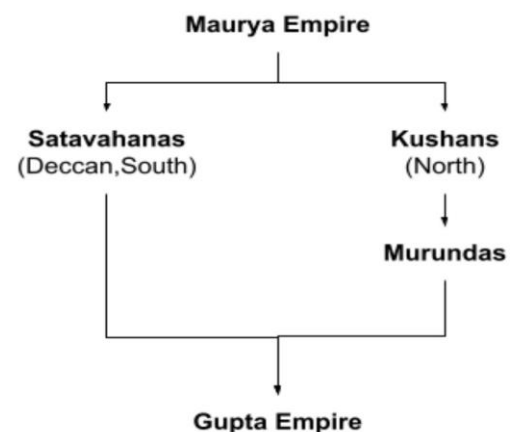 Maurya Empire
Satavahanas
(Deccan,South)
Kushans
(North)
Murundas
Gupta Empire